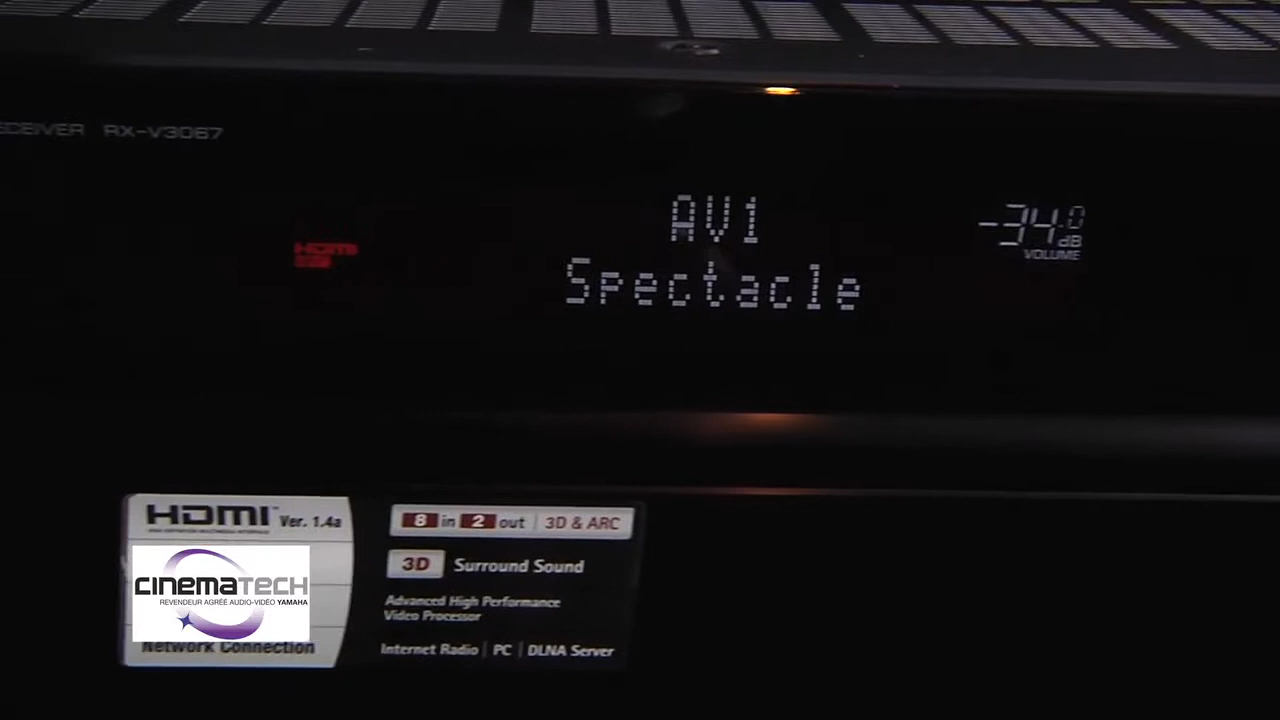 ECEIVER RX-V3067
AV1
-34.0
dB
VOLUME
HDMI
Spectacle
HDMI Ver. 1.4a
8 in 2 out | 3D & ARC
3D Surround Sound
CINEMATECH
REVENDEUR AGRÉÉ AUDIO-VIDÉO YAMAHA
Advanced High Performance
Video Processor
Network Connection
Internet Radio | PC | DLNA Server